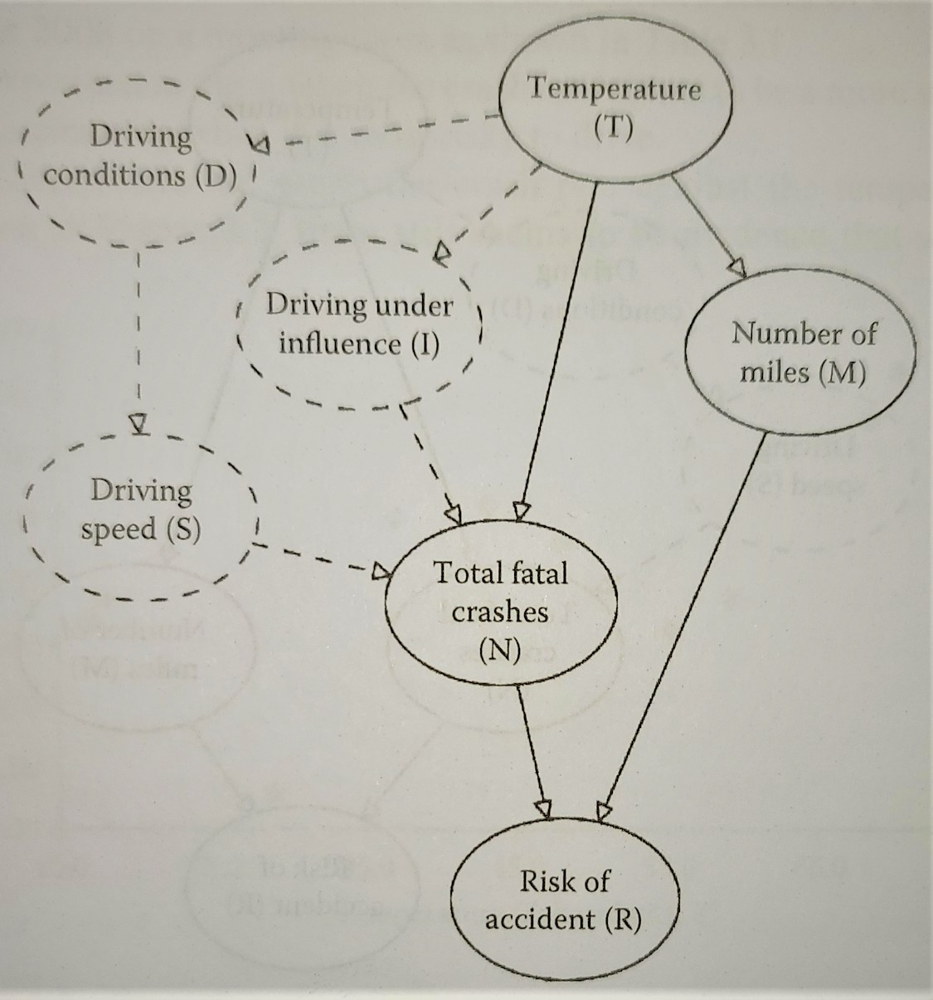 Temperature
(T)
Driving
conditions (D)
Driving under
influence (I)
Number of
miles (M)
Driving
speed (S)
Total fatal
crashes
(N)
Risk of
accident (R)